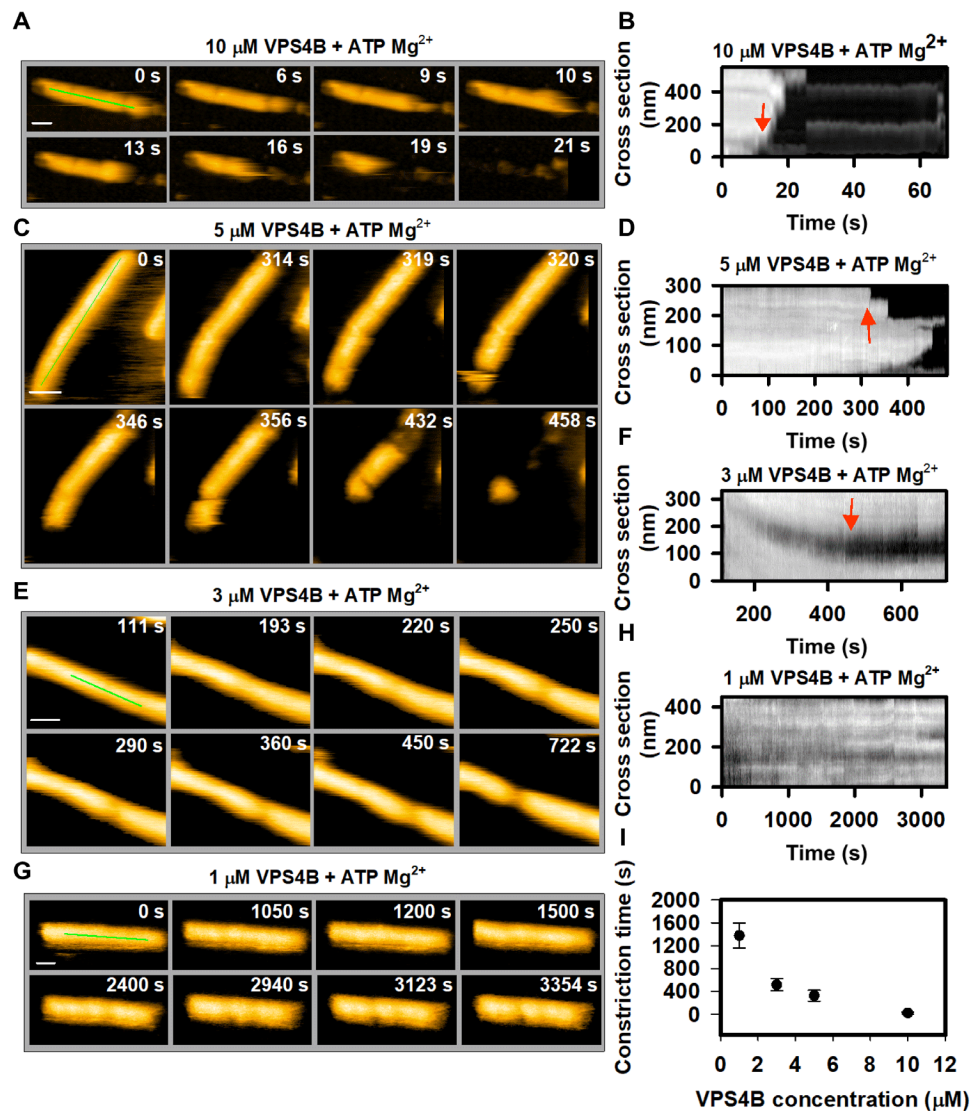 A
10 µM VPS4B + ATP Mg²⁺
0 s
6 s
9 s
10 s
13 s
16 s
19 s
21 s
B
10 µM VPS4B + ATP Mg²⁺
Cross section
(nm)
400
200
0
0 20 40 60
Time (s)
C
5 µM VPS4B + ATP Mg²⁺
0 s
314 s
319 s
320 s
346 s
356 s
432 s
458 s
D
5 µM VPS4B + ATP Mg²⁺
Cross section
(nm)
300
200
100
0
0 100 200 300 400
Time (s)
E
3 µM VPS4B + ATP Mg²⁺
111 s
193 s
220 s
250 s
290 s
360 s
450 s
722 s
F
3 µM VPS4B + ATP Mg²⁺
Cross section
(nm)
300
200
100
0
200 400 600
Time (s)
G
1 µM VPS4B + ATP Mg²⁺
0 s
1050 s
1200 s
1500 s
2400 s
2940 s
3123 s
3354 s
H
1 µM VPS4B + ATP Mg²⁺
Cross section
(nm)
400
200
0
0 1000 2000 3000
Time (s)
I
Constriction time (s)
2000
1600
1200
800
400
0
0 2 4 6 8 10 12
VPS4B concentration (µM)